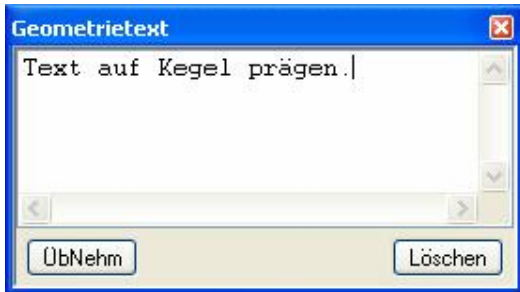 Geometrietext
Text auf Kegel prägen.
ÜbNehm
Löschen